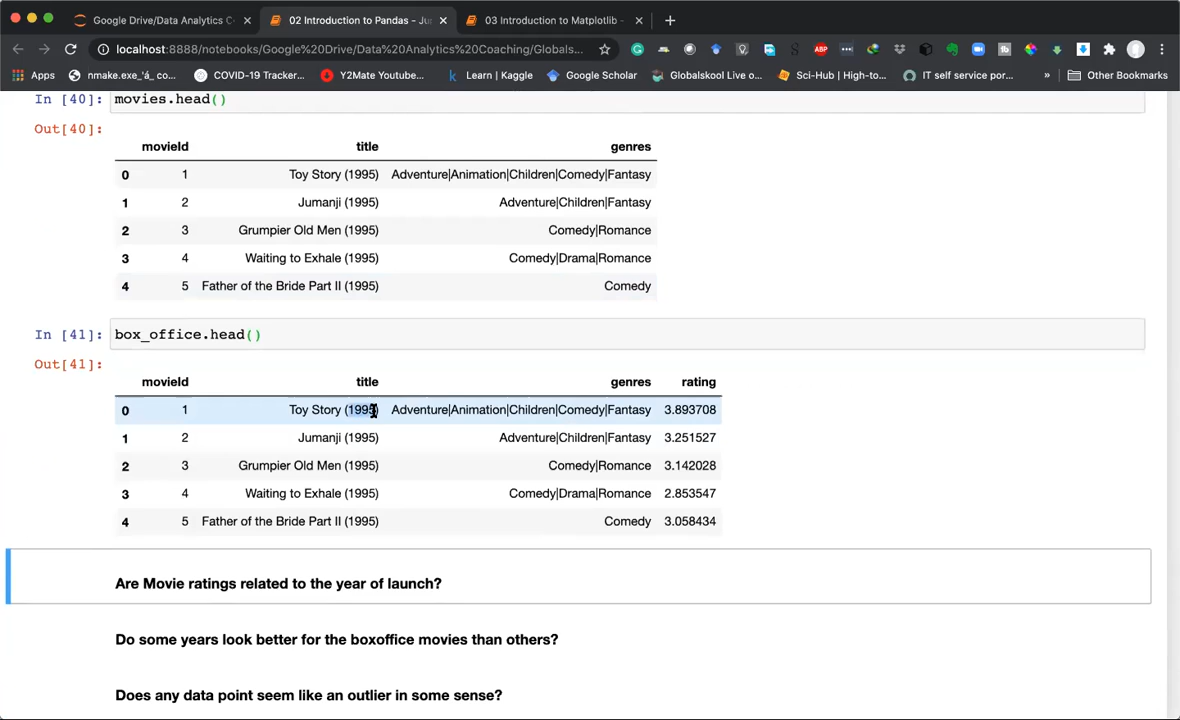 Google Drive/Data Analytics C
02 Introduction to Pandas - Ju
03 Introduction to Matplotlib -
localhost:8888/notebooks/Google%20Drive/Data%20Analytics%20Coaching/Globals...
Apps
nmake.exe_'á_co...
COVID-19 Tracker...
Y2Mate Youtube...
Learn | Kaggle
Google Scholar
Globalskool Live o...
Sci-Hub | High-to...
IT self service por...
»
Other Bookmarks
In [40]: movies.head()
Out[40]:
movieId title genres
0 1 Toy Story (1995) Adventure|Animation|Children|Comedy|Fantasy
1 2 Jumanji (1995) Adventure|Children|Fantasy
2 3 Grumpier Old Men (1995) Comedy|Romance
3 4 Waiting to Exhale (1995) Comedy|Drama|Romance
4 5 Father of the Bride Part II (1995) Comedy
In [41]: box_office.head()
Out[41]:
movieId title genres rating
0 1 Toy Story (1995) Adventure|Animation|Children|Comedy|Fantasy 3.893708
1 2 Jumanji (1995) Adventure|Children|Fantasy 3.251527
2 3 Grumpier Old Men (1995) Comedy|Romance 3.142028
3 4 Waiting to Exhale (1995) Comedy|Drama|Romance 2.853547
4 5 Father of the Bride Part II (1995) Comedy 3.058434
Are Movie ratings related to the year of launch?
Do some years look better for the boxoffice movies than others?
Does any data point seem like an outlier in some sense?